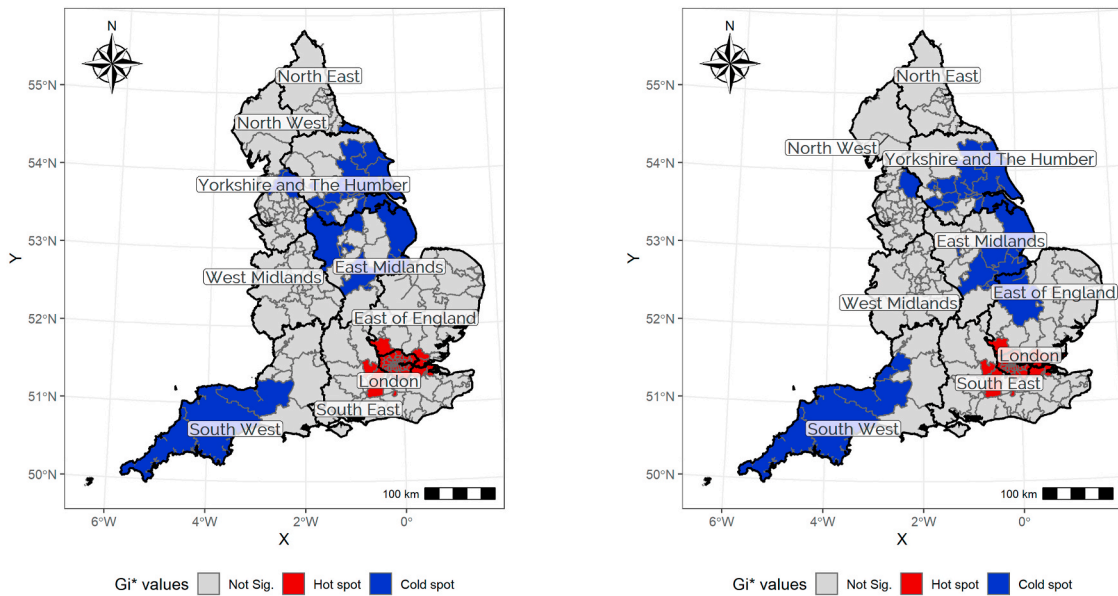 N
55°N
54°N
53°N
52°N
51°N
50°N
Y
North East
North West
Yorkshire and The Humber
East Midlands
West Midlands
East of England
London
South East
South West
100 km
6°W
4°W
2°W
0°
X
Gi* values
Not Sig.
Hot spot
Cold spot
N
55°N
54°N
53°N
52°N
51°N
50°N
Y
North East
North West
Yorkshire and The Humber
East Midlands
West Midlands
East of England
London
South East
South West
100 km
6°W
4°W
2°W
0°
X
Gi* values
Not Sig.
Hot spot
Cold spot